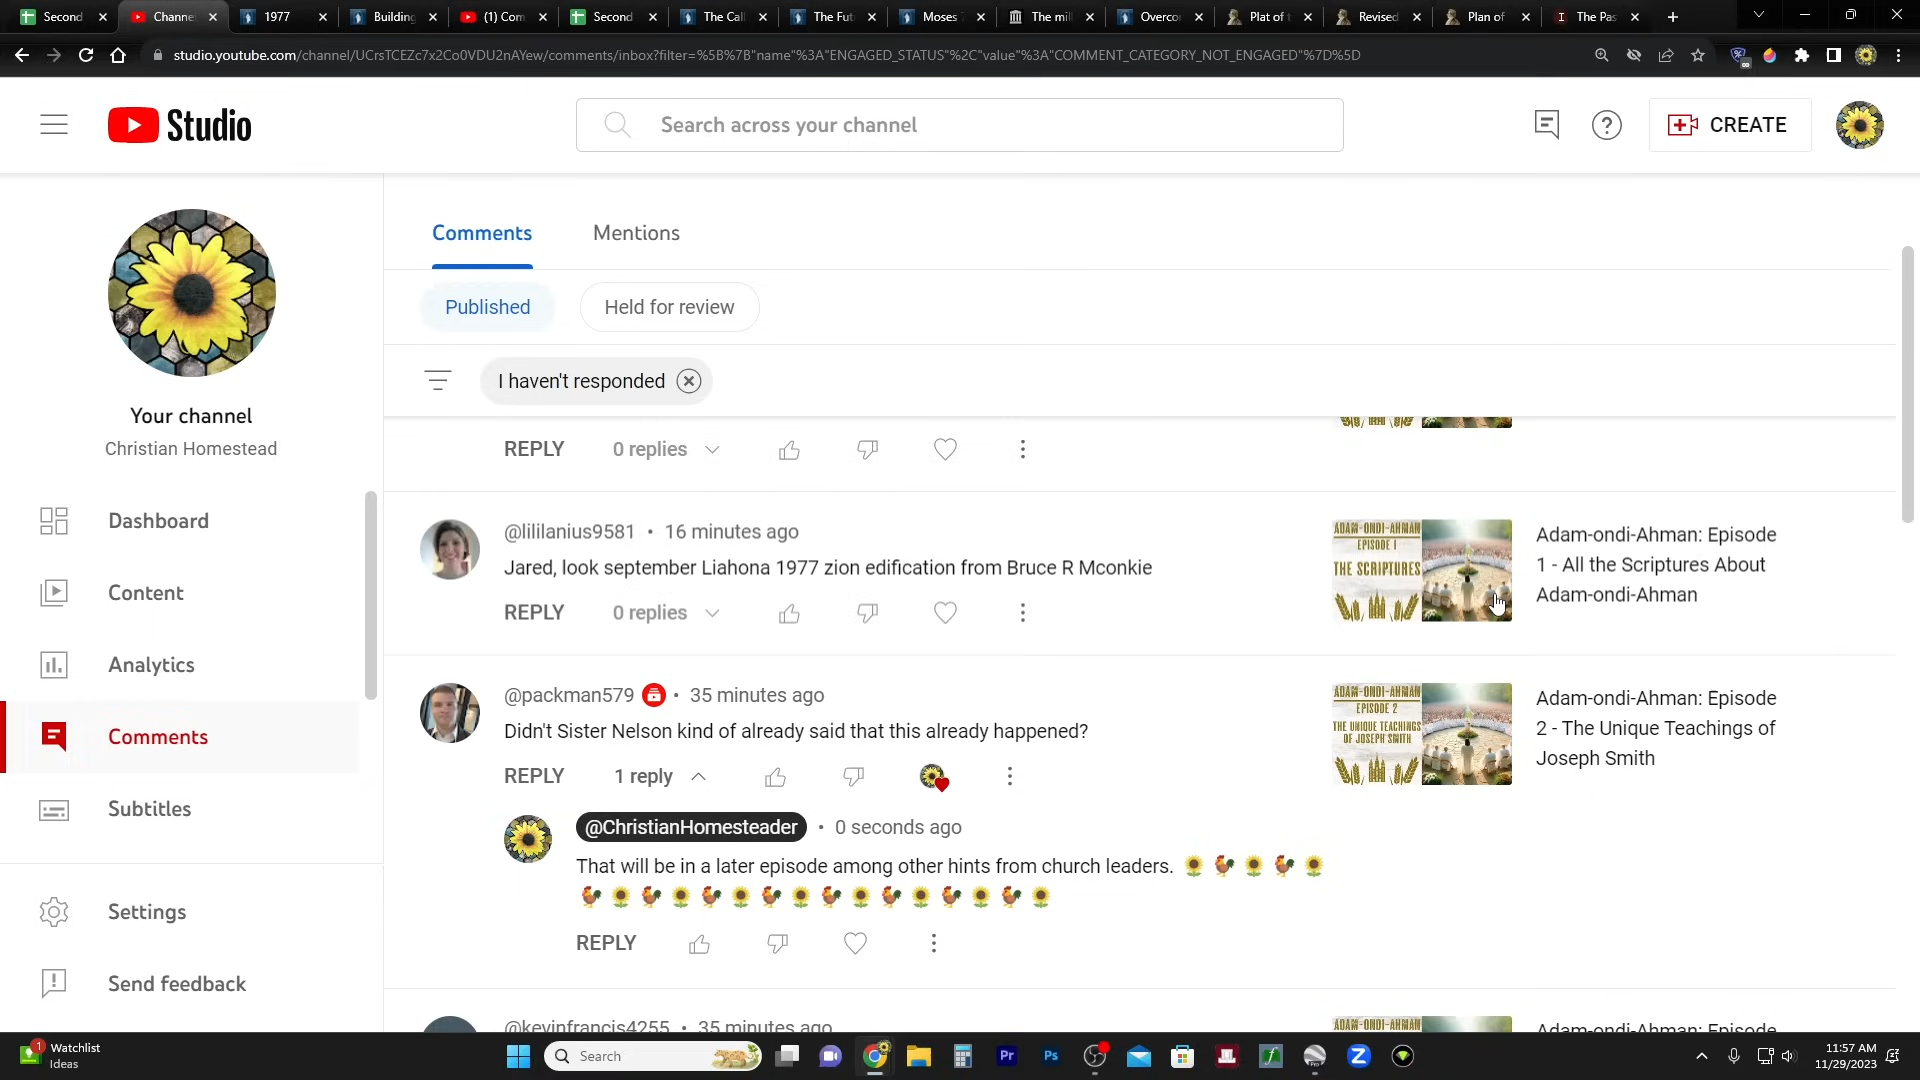 Second
Channe
1977
Building
(1) Com
Second
The Call
The Fut
Moses 7
The mill
Overco
Plat of t
Revised
Plan of
The Pas
studio.youtube.com/channel/UCrsTCEZc7x2Co0VDU2nAYew/comments/inbox?filter=%5B%7B"name"%3A"ENGAGED_STATUS"%2C"value"%3A"COMMENT_CATEGORY_NOT_ENGAGED"%7D%5D
Studio
Search across your channel
CREATE
Your channel
Christian Homestead
Dashboard
Content
Analytics
Comments
Subtitles
Settings
Send feedback
Comments
Mentions
Published
Held for review
I haven't responded
REPLY
0 replies
@lililanius9581 • 16 minutes ago
Jared, look september Liahona 1977 zion edification from Bruce R Mconkie
REPLY
0 replies
ADAM-ONDI-AHMAN
EPISODE 1
THE SCRIPTURES
Adam-ondi-Ahman: Episode
1 - All the Scriptures About
Adam-ondi-Ahman
@packman579 • 35 minutes ago
Didn't Sister Nelson kind of already said that this already happened?
REPLY
1 reply
ADAM-ONDI-AHMAN
EPISODE 2
THE UNIQUE TEACHINGS
OF JOSEPH SMITH
Adam-ondi-Ahman: Episode
2 - The Unique Teachings of
Joseph Smith
@ChristianHomesteader • 0 seconds ago
That will be in a later episode among other hints from church leaders. 🌻 🐓 🌻 🐓 🌻
🐓 🌻 🐓 🌻 🐓 🌻 🐓 🌻 🐓 🌻 🐓 🌻 🐓 🌻 🐓 🌻
REPLY
@kevinfrancis4255 • 35 minutes ago
ADAM-ONDI-AHMAN
Adam-ondi-Ahman: Episode
1
Watchlist
Ideas
Search
Pr
Ps
11:57 AM
11/29/2023